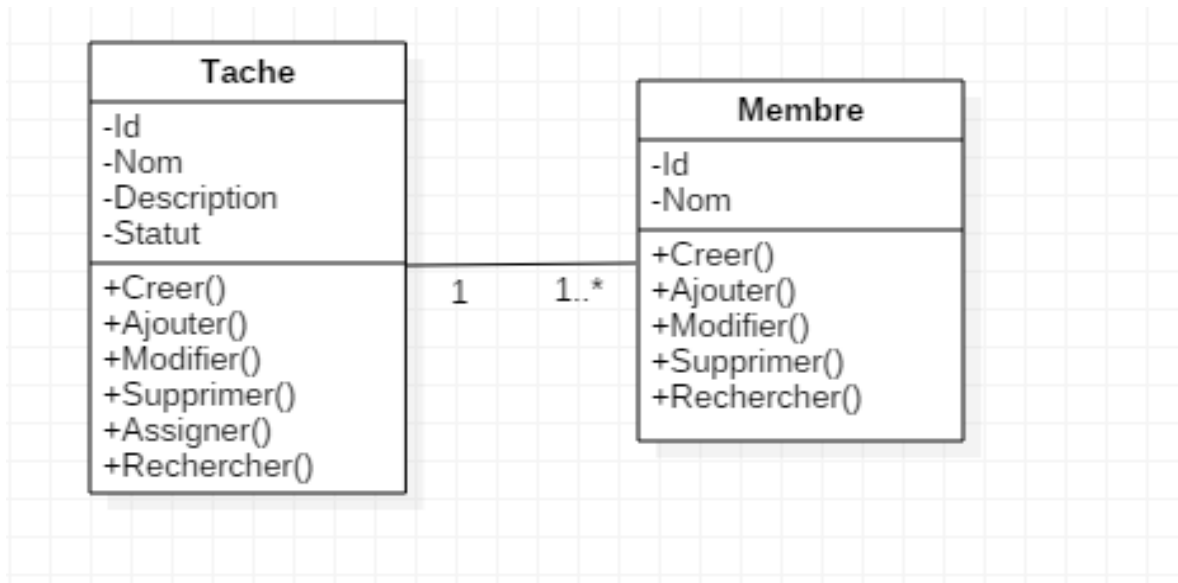 Tache
-Id
-Nom
-Description
-Statut
+Creer()
+Ajouter()
+Modifier()
+Supprimer()
+Assigner()
+Rechercher()
1
1..*
Membre
-Id
-Nom
+Creer()
+Ajouter()
+Modifier()
+Supprimer()
+Rechercher()